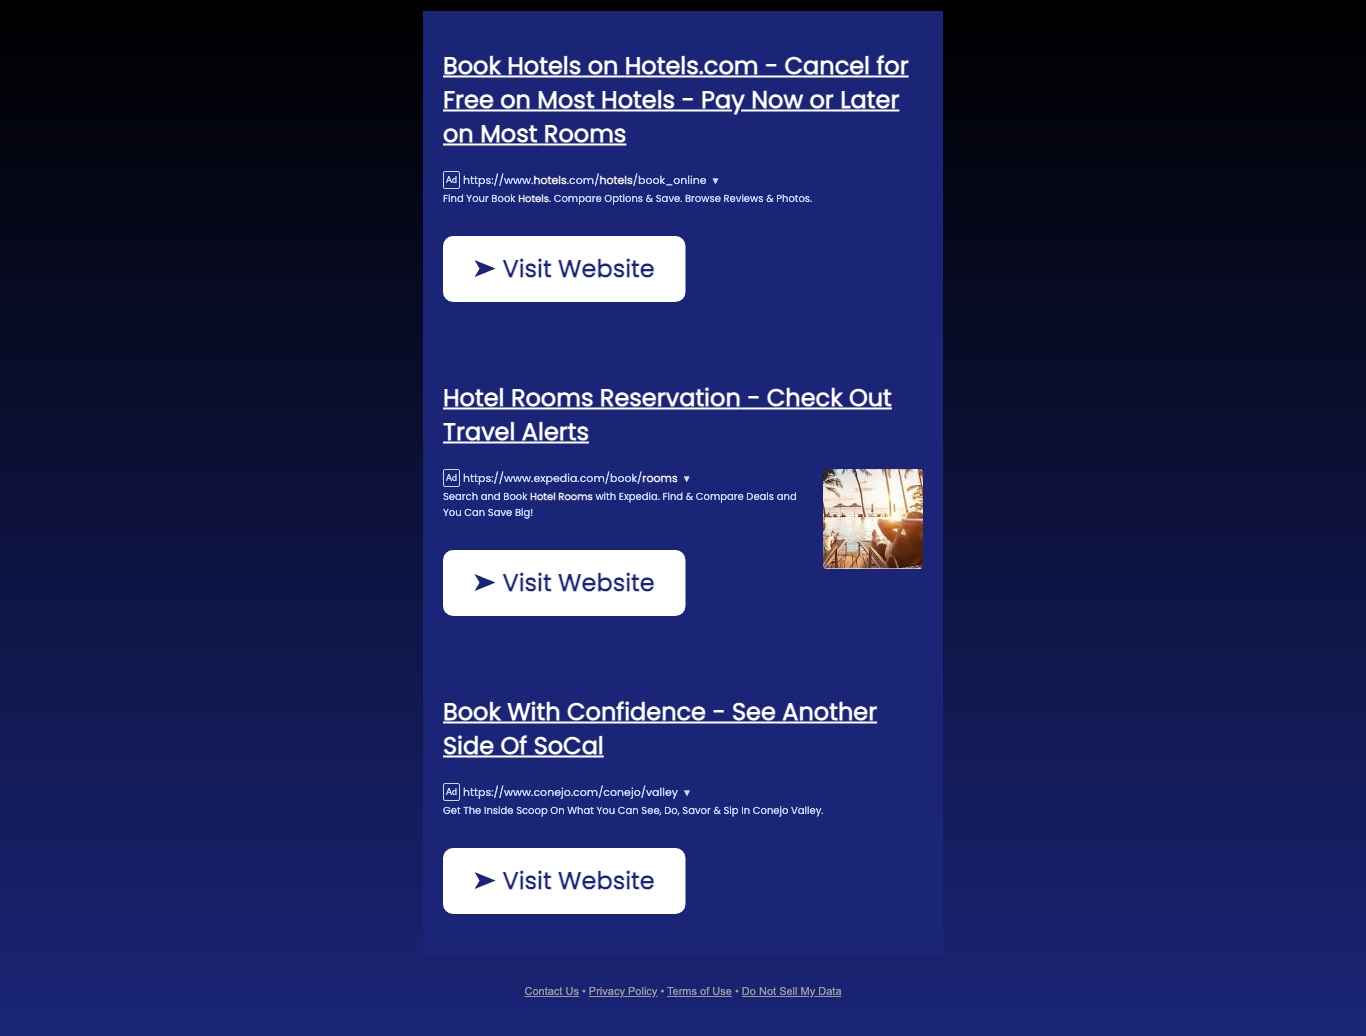 Book Hotels on Hotels.com - Cancel for
Free on Most Hotels - Pay Now or Later
on Most Rooms
Ad https://www.hotels.com/hotels/book_online ▼
Find Your Book Hotels. Compare Options & Save. Browse Reviews & Photos.
➤ Visit Website
Hotel Rooms Reservation - Check Out
Travel Alerts
Ad https://www.expedia.com/book/rooms ▼
Search and Book Hotel Rooms with Expedia. Find & Compare Deals and
You Can Save Big!
➤ Visit Website
Book With Confidence - See Another
Side Of SoCal
Ad https://www.conejo.com/conejo/valley ▼
Get The Inside Scoop On What You Can See, Do, Savor & Sip In Conejo Valley.
➤ Visit Website
Contact Us • Privacy Policy • Terms of Use • Do Not Sell My Data